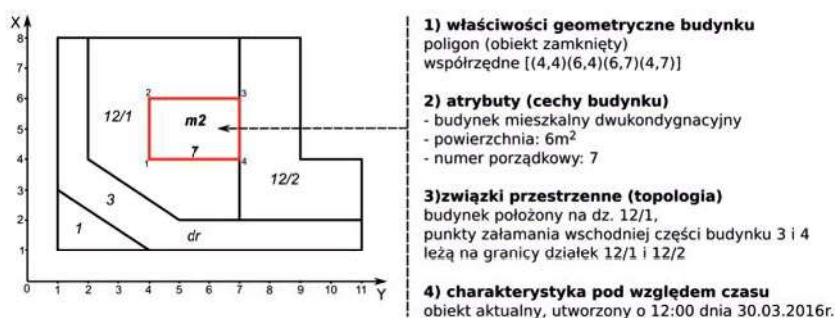 X
8
7
6
5
4
3
2
1
0
0 1 2 3 4 5 6 7 8 9 10 11
Y
2 3
12/1 m2
7
1 4
12/2
3
1 dr
1) właściwości geometryczne budynku
poligon (obiekt zamknięty)
współrzędne [(4,4)(6,4)(6,7)(4,7)]
2) atrybuty (cechy budynku)
- budynek mieszkalny dwukondygnacyjny
- powierzchnia: 6m²
- numer porządkowy: 7
3)związki przestrzenne (topologia)
budynek położony na dz. 12/1,
punkty załamania wschodniej części budynku 3 i 4
leżą na granicy działek 12/1 i 12/2
4) charakterystyka pod względem czasu
obiekt aktualny, utworzony o 12:00 dnia 30.03.2016r.